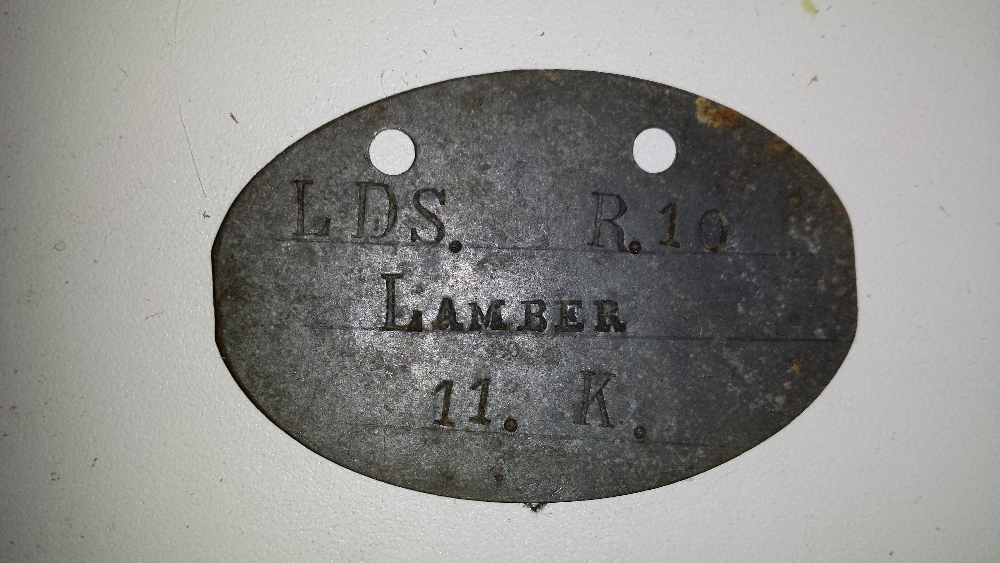 LDS. R.10
LAMBER
11. K.